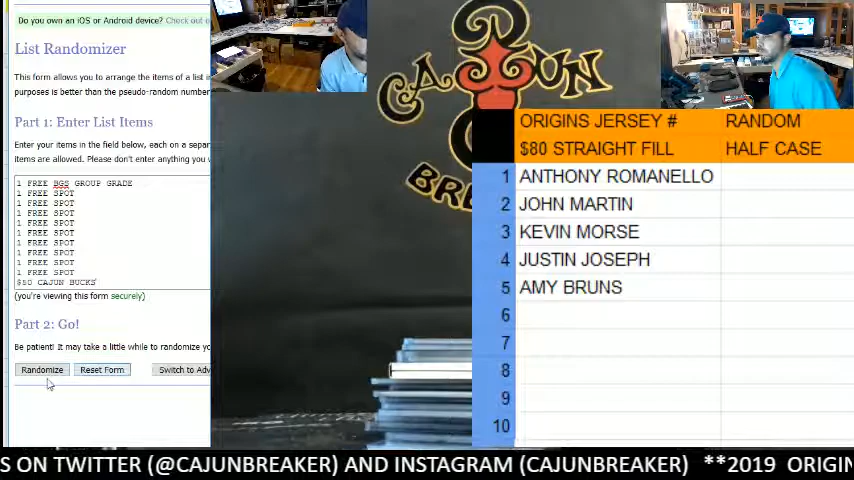 Do you own an iOS or Android device? Check out o
List Randomizer
This form allows you to arrange the items of a list i
purposes is better than the pseudo-random number
Part 1: Enter List Items
Enter your items in the field below, each on a separ
items are allowed. Please don't enter anything you v
1 FREE BGS GROUP GRADE
1 FREE SPOT
1 FREE SPOT
1 FREE SPOT
1 FREE SPOT
1 FREE SPOT
1 FREE SPOT
1 FREE SPOT
1 FREE SPOT
1 FREE SPOT
$80 CAJUN BUCKS
(you're viewing this form securely)
Part 2: Go!
Be patient! It may take a little while to randomize yo
Randomize Reset Form Switch to Adv
CAJUN
BRE
ORIGINS JERSEY # RANDOM
$80 STRAIGHT FILL HALF CASE
1 ANTHONY ROMANELLO
2 JOHN MARTIN
3 KEVIN MORSE
4 JUSTIN JOSEPH
5 AMY BRUNS
6
7
8
9
10
S ON TWITTER (@CAJUNBREAKER) AND INSTAGRAM (CAJUNBREAKER) **2019 ORIGIN